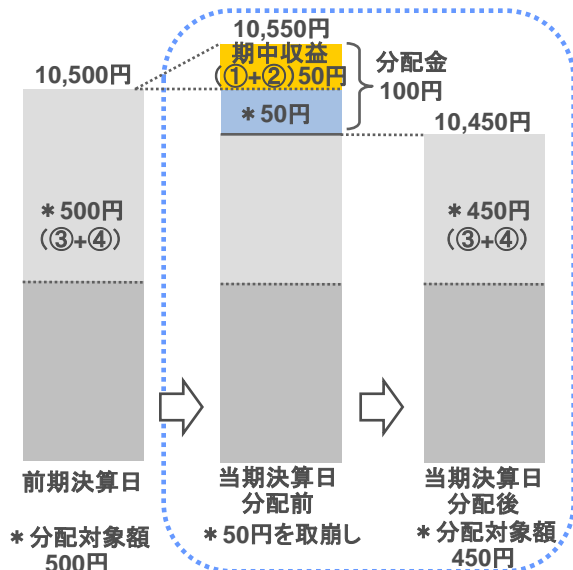 10,550円
10,500円
期中収益
(①+②)50円
分配金
100円
＊50円
10,450円
＊500円
(③+④)
＊450円
(③+④)
前期決算日
当期決算日
分配前
当期決算日
分配後
＊分配対象額
500円
＊50円を取崩し
＊分配対象額
450円